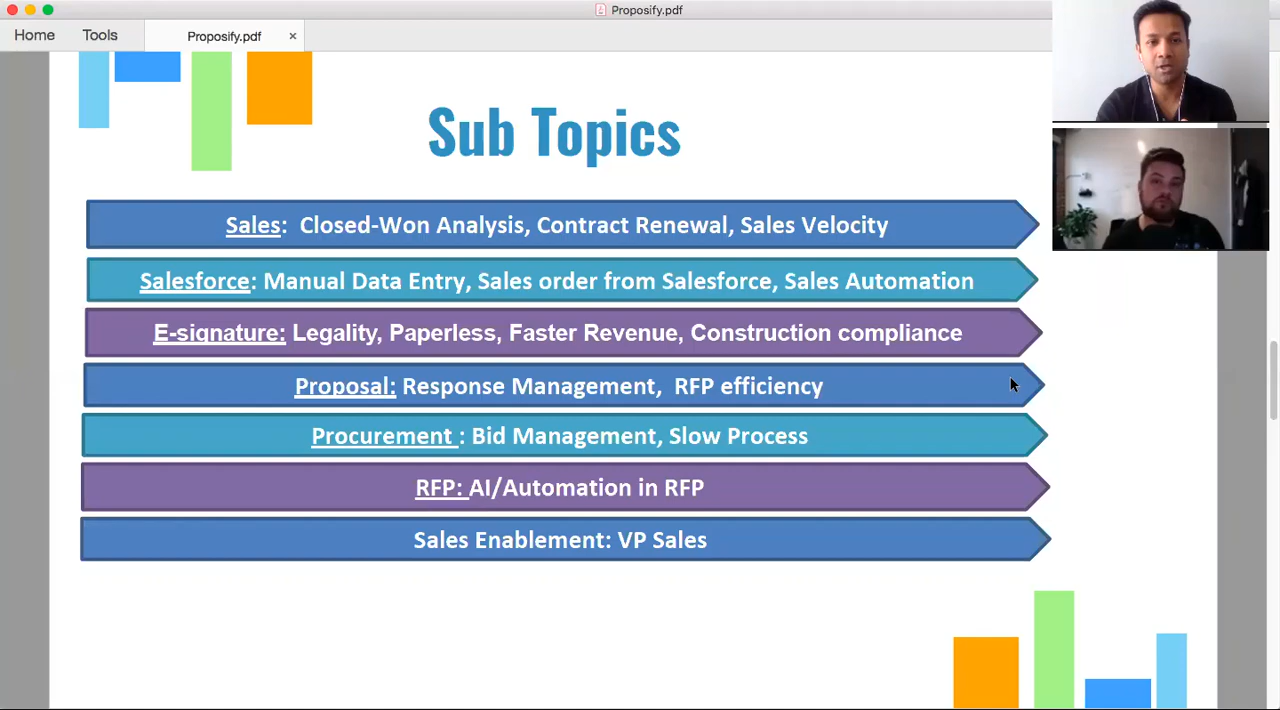 Proposify.pdf
Home Tools Proposify.pdf ×
Sub Topics
Sales: Closed-Won Analysis, Contract Renewal, Sales Velocity
Salesforce: Manual Data Entry, Sales order from Salesforce, Sales Automation
E-signature: Legality, Paperless, Faster Revenue, Construction compliance
Proposal: Response Management, RFP efficiency
Procurement : Bid Management, Slow Process
RFP: AI/Automation in RFP
Sales Enablement: VP Sales